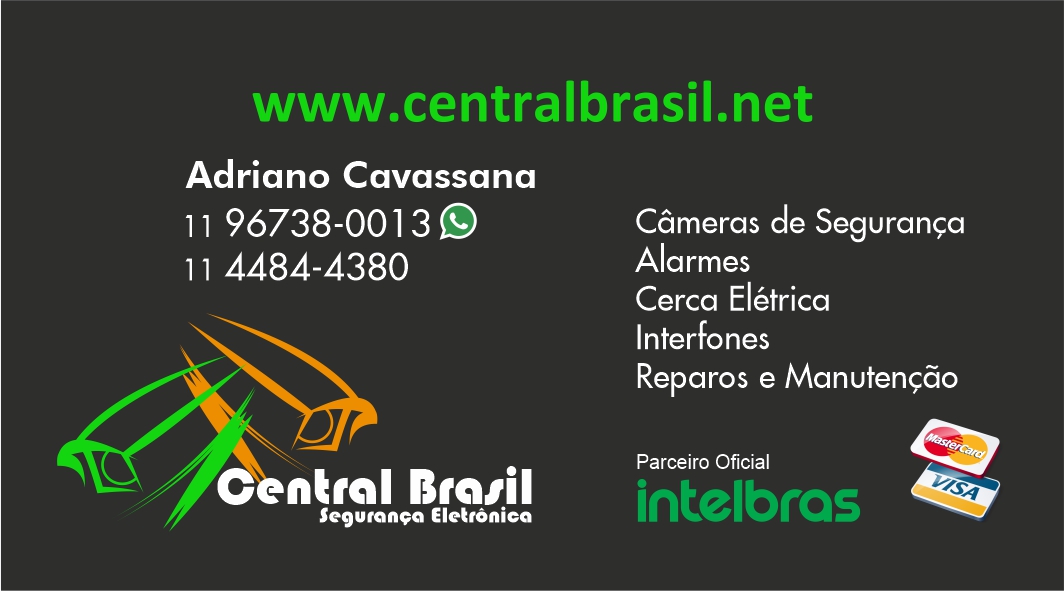 www.centralbrasil.net
Adriano Cavassana
11 96738-0013
11 4484-4380
Câmeras de Segurança
Alarmes
Cerca Elétrica
Interfones
Reparos e Manutenção
Central Brasil
Segurança Eletrônica
Parceiro Oficial
intelbras
MasterCard
VISA